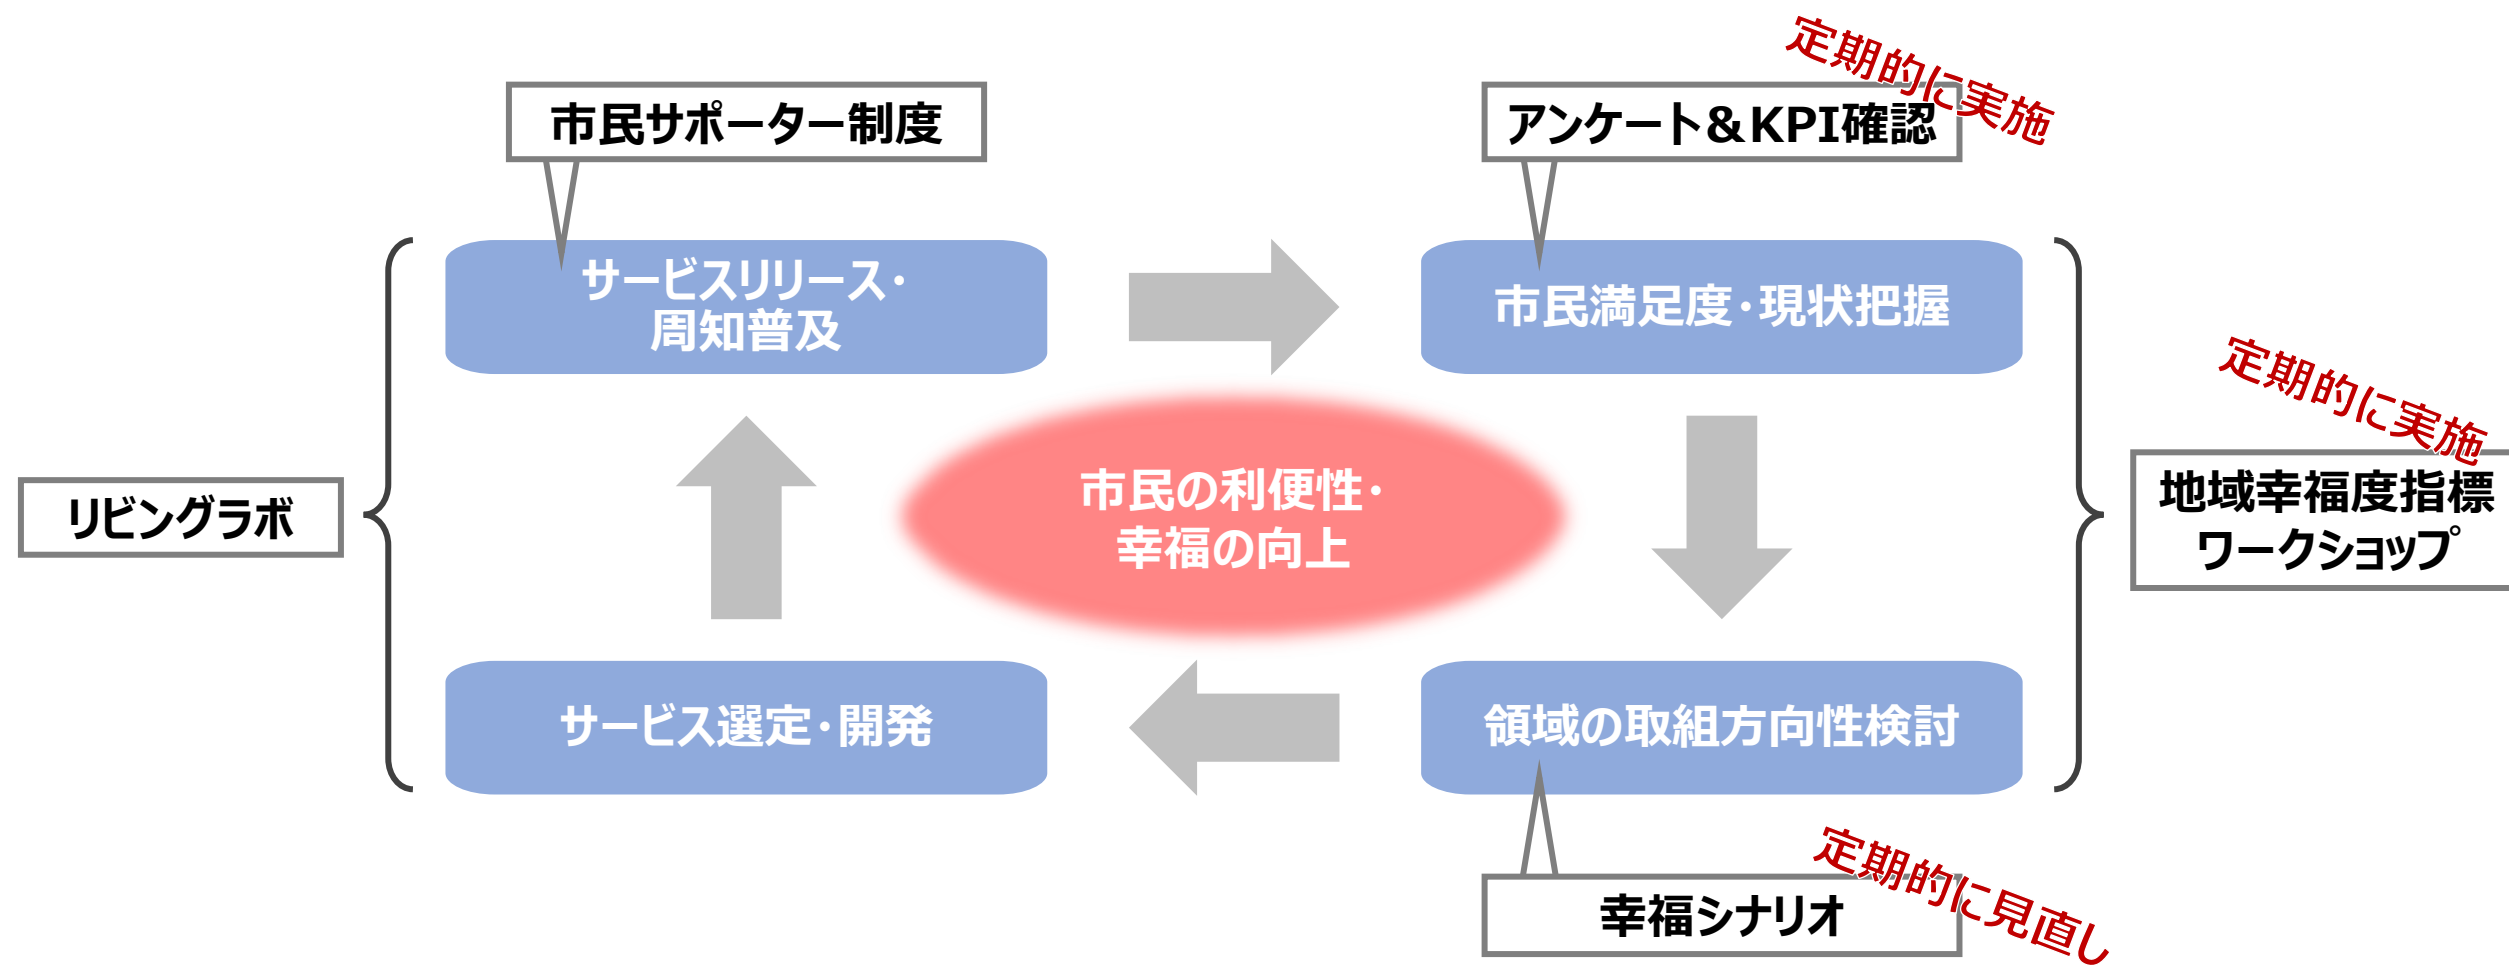 定期的に実施
市民サポーター制度
アンケート＆KPI確認
サービスリリース・
周知普及
市民満足度・現状把握
定期的に実施
リビングラボ
市民の利便性・
幸福の向上
地域幸福度指標
ワークショップ
サービス選定・開発
領域の取組方向性検討
定期的に見直し
幸福シナリオ